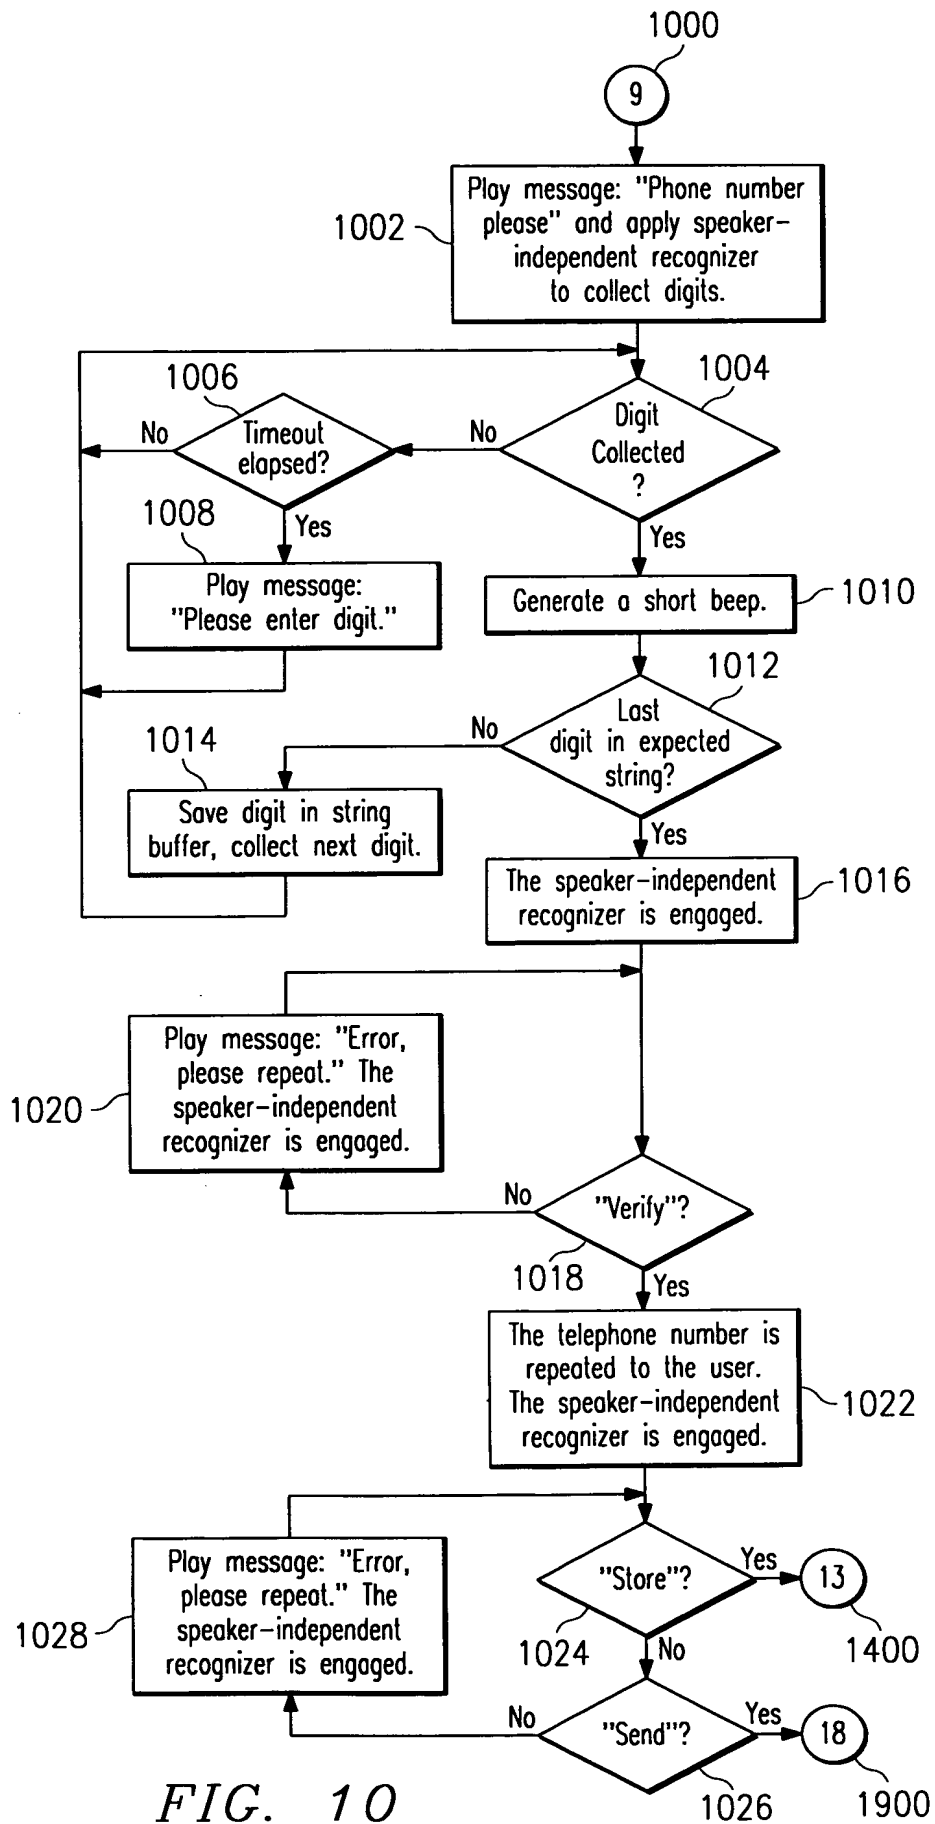 1000
9
Play message: "Phone number
please" and apply speaker-
independent recognizer
to collect digits.
1002
1004
Digit
Collected
?
No
Yes
1006
Timeout
elapsed?
No
Yes
1008
Play message:
"Please enter digit."
Generate a short beep.
1010
1012
Last
digit in expected
string?
No
Yes
1014
Save digit in string
buffer, collect next digit.
The speaker-independent
recognizer is engaged.
1016
Play message: "Error,
please repeat." The
speaker-independent
recognizer is engaged.
1020
"Verify"?
No
1018
Yes
The telephone number is
repeated to the user.
The speaker-independent
recognizer is engaged.
1022
"Store"?
Yes
13
1400
1024
No
Play message: "Error,
please repeat." The
speaker-independent
recognizer is engaged.
1028
"Send"?
No
Yes
18
1900
1026
FIG. 10